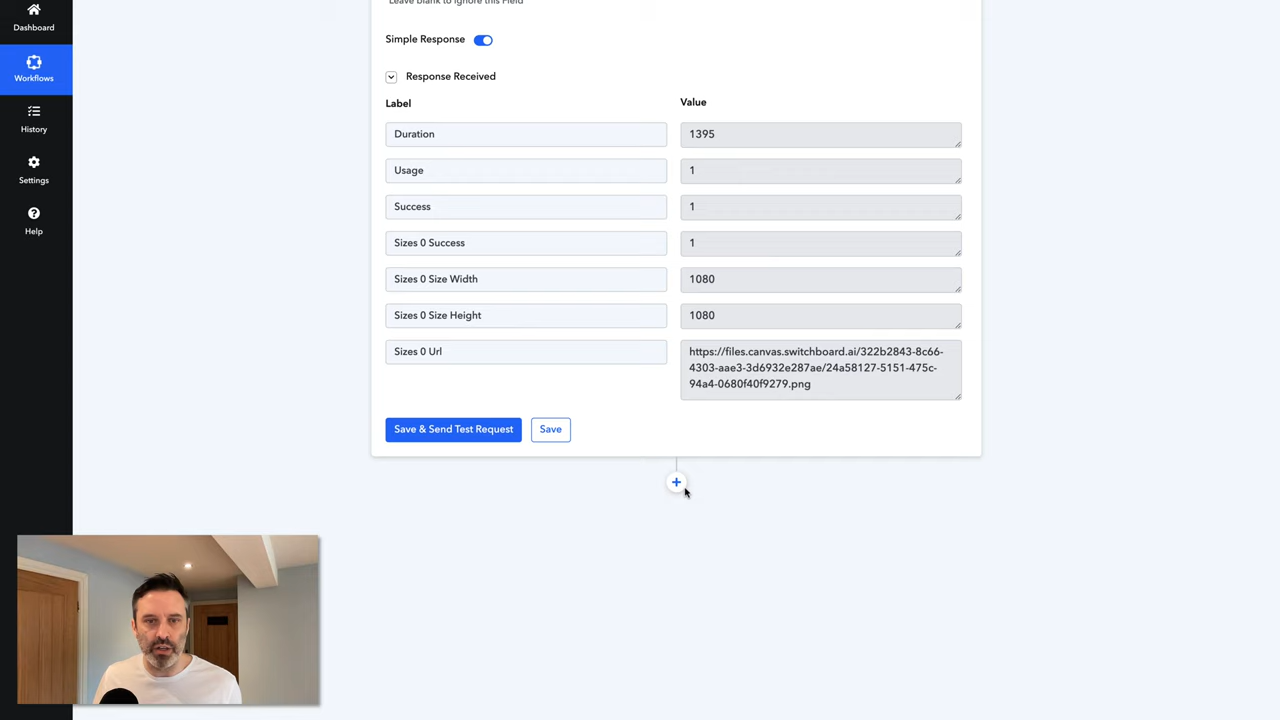 Leave blank to ignore this Field
Dashboard
Workflows
History
Settings
Help
Simple Response
Response Received
Label
Value
Duration
1395
Usage
1
Success
1
Sizes 0 Success
1
Sizes 0 Size Width
1080
Sizes 0 Size Height
1080
Sizes 0 Url
https://files.canvas.switchboard.ai/322b2843-8c66-
4303-aae3-3d6932e287ae/24a58127-5151-475c-
94a4-0680f40f9279.png
Save & Send Test Request
Save